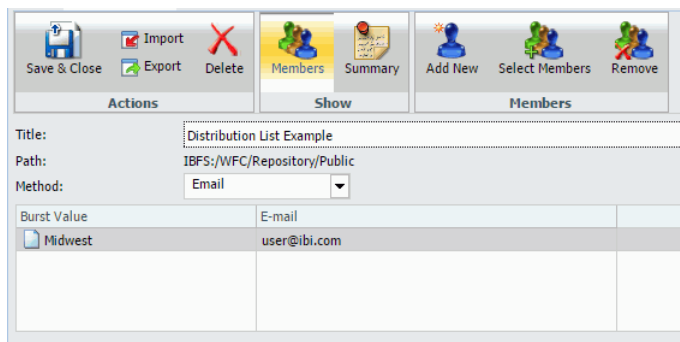 Save & Close
Import
Export
Delete
Members
Summary
Add New
Select Members
Remove
Actions
Show
Members
Title: Distribution List Example
Path: IBFS:/WFC/Repository/Public
Method: Email
Burst Value E-mail
Midwest user@ibi.com